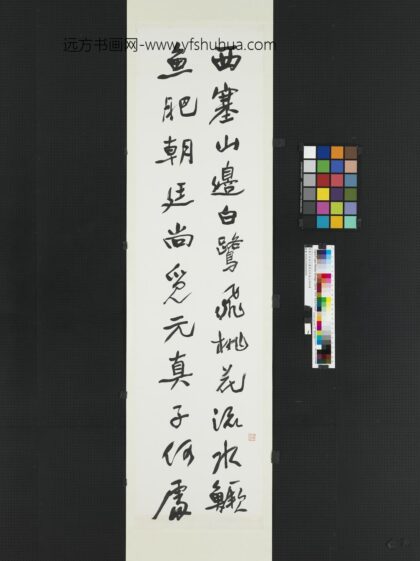 远方书画网-www.yfshuhua.com
西塞山邊白鷺飛桃花流水鱖
魚肥朝廷尚覓元真子何處